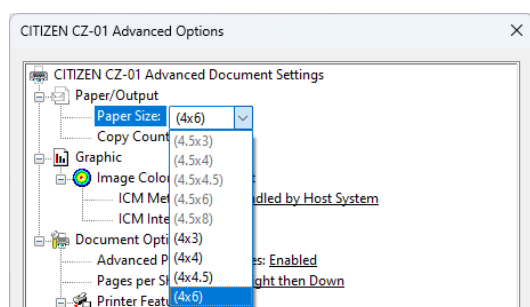 CITIZEN CZ-01 Advanced Options
CITIZEN CZ-01 Advanced Document Settings
Paper/Output
Paper Size: (4x6)
Copy Count
(4.5x3)
Graphic
(4.5x4)
Image Color
(4.5x4.5)
ICM Met (4.5x6) dled by Host System
ICM Inte (4.5x8)
Document Opti (4x3)
Advanced P (4x4) es: Enabled
Pages per Sh (4x4.5) ght then Down
Printer Featu (4x6)